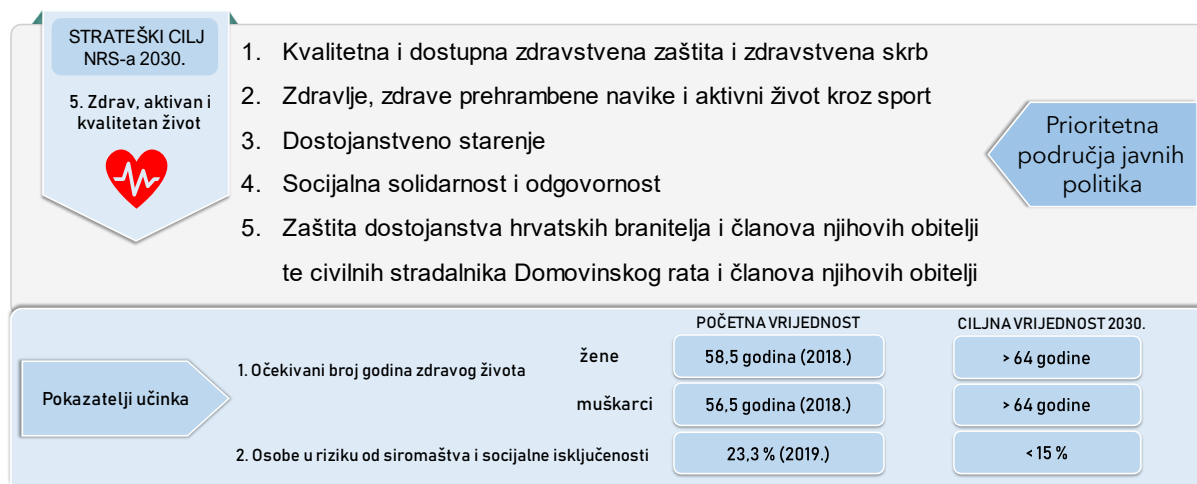 STRATEŠKI CILJ
NRS-a 2030.
5. Zdrav, aktivan i
kvalitetan život
1. Kvalitetna i dostupna zdravstvena zaštita i zdravstvena skrb
2. Zdravlje, zdrave prehrambene navike i aktivni život kroz sport
3. Dostojanstveno starenje
4. Socijalna solidarnost i odgovornost
5. Zaštita dostojanstva hrvatskih branitelja i članova njihovih obitelji
te civilnih stradalnika Domovinskog rata i članova njihovih obitelji
Prioritetna
područja javnih
politika
POČETNA VRIJEDNOST
CILJNA VRIJEDNOST 2030.
Pokazatelji učinka
1. Očekivani broj godina zdravog života
žene
58,5 godina (2018.)
> 64 godine
muškarci
56,5 godina (2018.)
> 64 godine
2. Osobe u riziku od siromaštva i socijalne isključenosti
23,3 % (2019.)
< 15 %